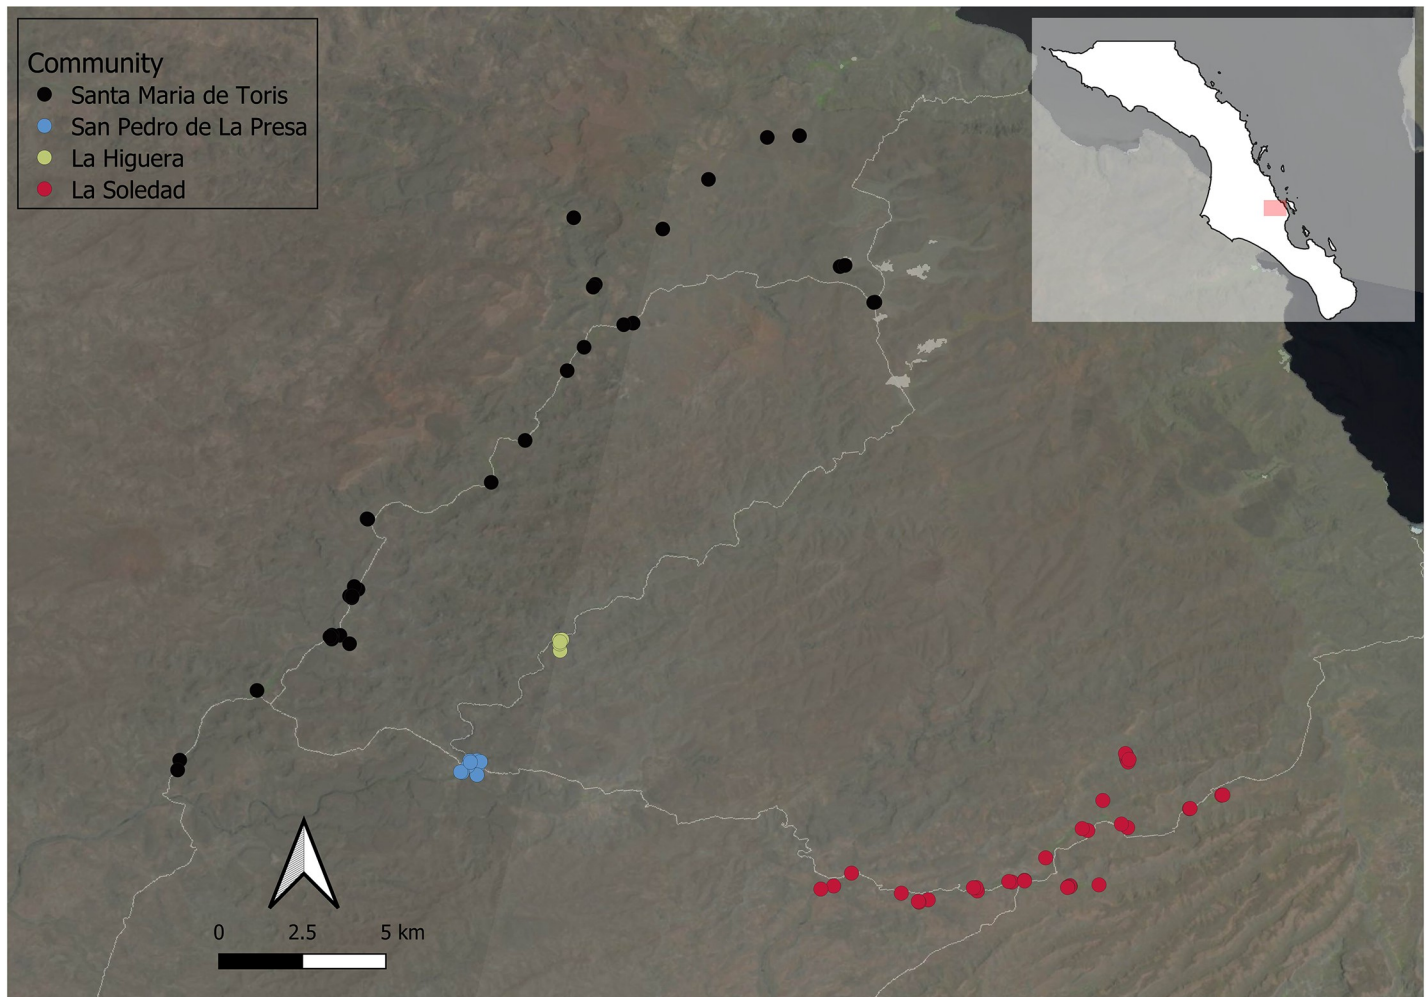 Community
Santa Maria de Toris
San Pedro de La Presa
La Higuera
La Soledad
0 2.5 5 km